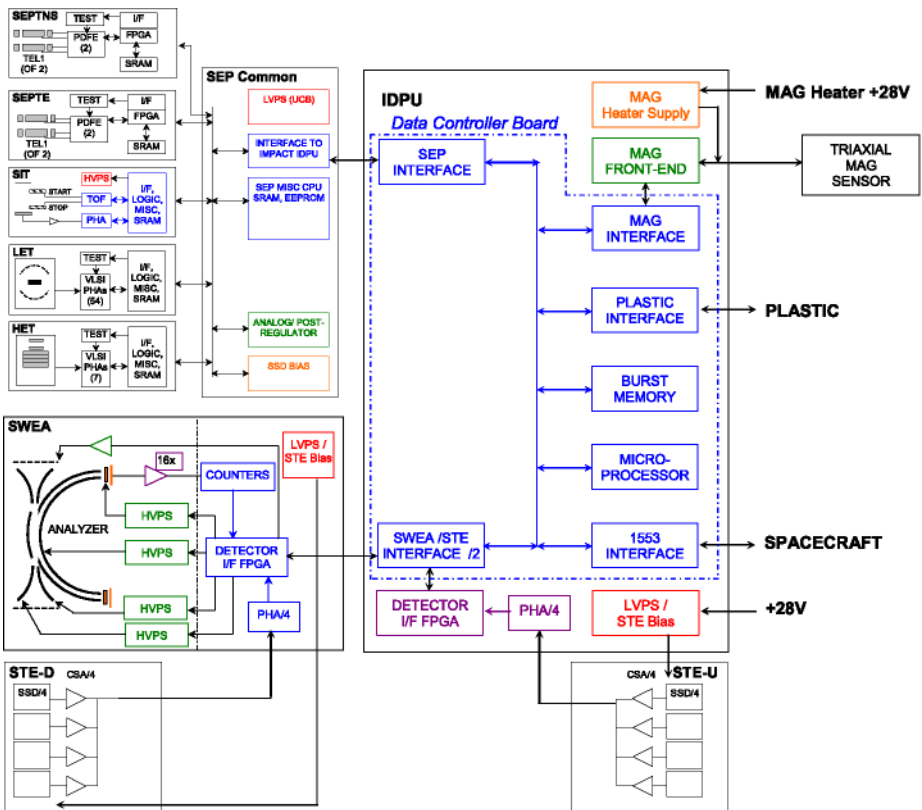 SEPTNS
TEST
I/F
PDFE
(2)
FPGA
TEL1
(OF 2)
SRAM
SEPTE
TEST
I/F
PDFE
(2)
FPGA
TEL1
(OF 2)
SRAM
SIT
HVPS
START
TOF
STOP
PHA
I/F,
LOGIC,
MISC,
SRAM
LET
TEST
VLSI
PHAs
(54)
I/F,
LOGIC,
MISC,
SRAM
HET
TEST
VLSI
PHAs
(7)
I/F,
LOGIC,
MISC,
SRAM
SEP Common
LVPS (UCB)
INTERFACE TO
IMPACT IDPU
SEP MISC CPU
SRAM, EEPROM
ANALOG/ POST-
REGULATOR
SSD BIAS
IDPU
MAG
Heater Supply
MAG Heater +28V
Data Controller Board
SEP
INTERFACE
MAG
FRONT-END
TRIAXIAL
MAG
SENSOR
MAG
INTERFACE
PLASTIC
INTERFACE
PLASTIC
BURST
MEMORY
MICRO-
PROCESSOR
SWEA /STE
INTERFACE /2
1553
INTERFACE
SPACECRAFT
DETECTOR
I/F FPGA
PHA/4
LVPS /
STE Bias
+28V
SWEA
16x
COUNTERS
LVPS /
STE Bias
ANALYZER
HVPS
HVPS
DETECTOR
I/F FPGA
HVPS
HVPS
PHA/4
STE-D
CSA/4
SSD/4
CSA/4
STE-U
SSD/4